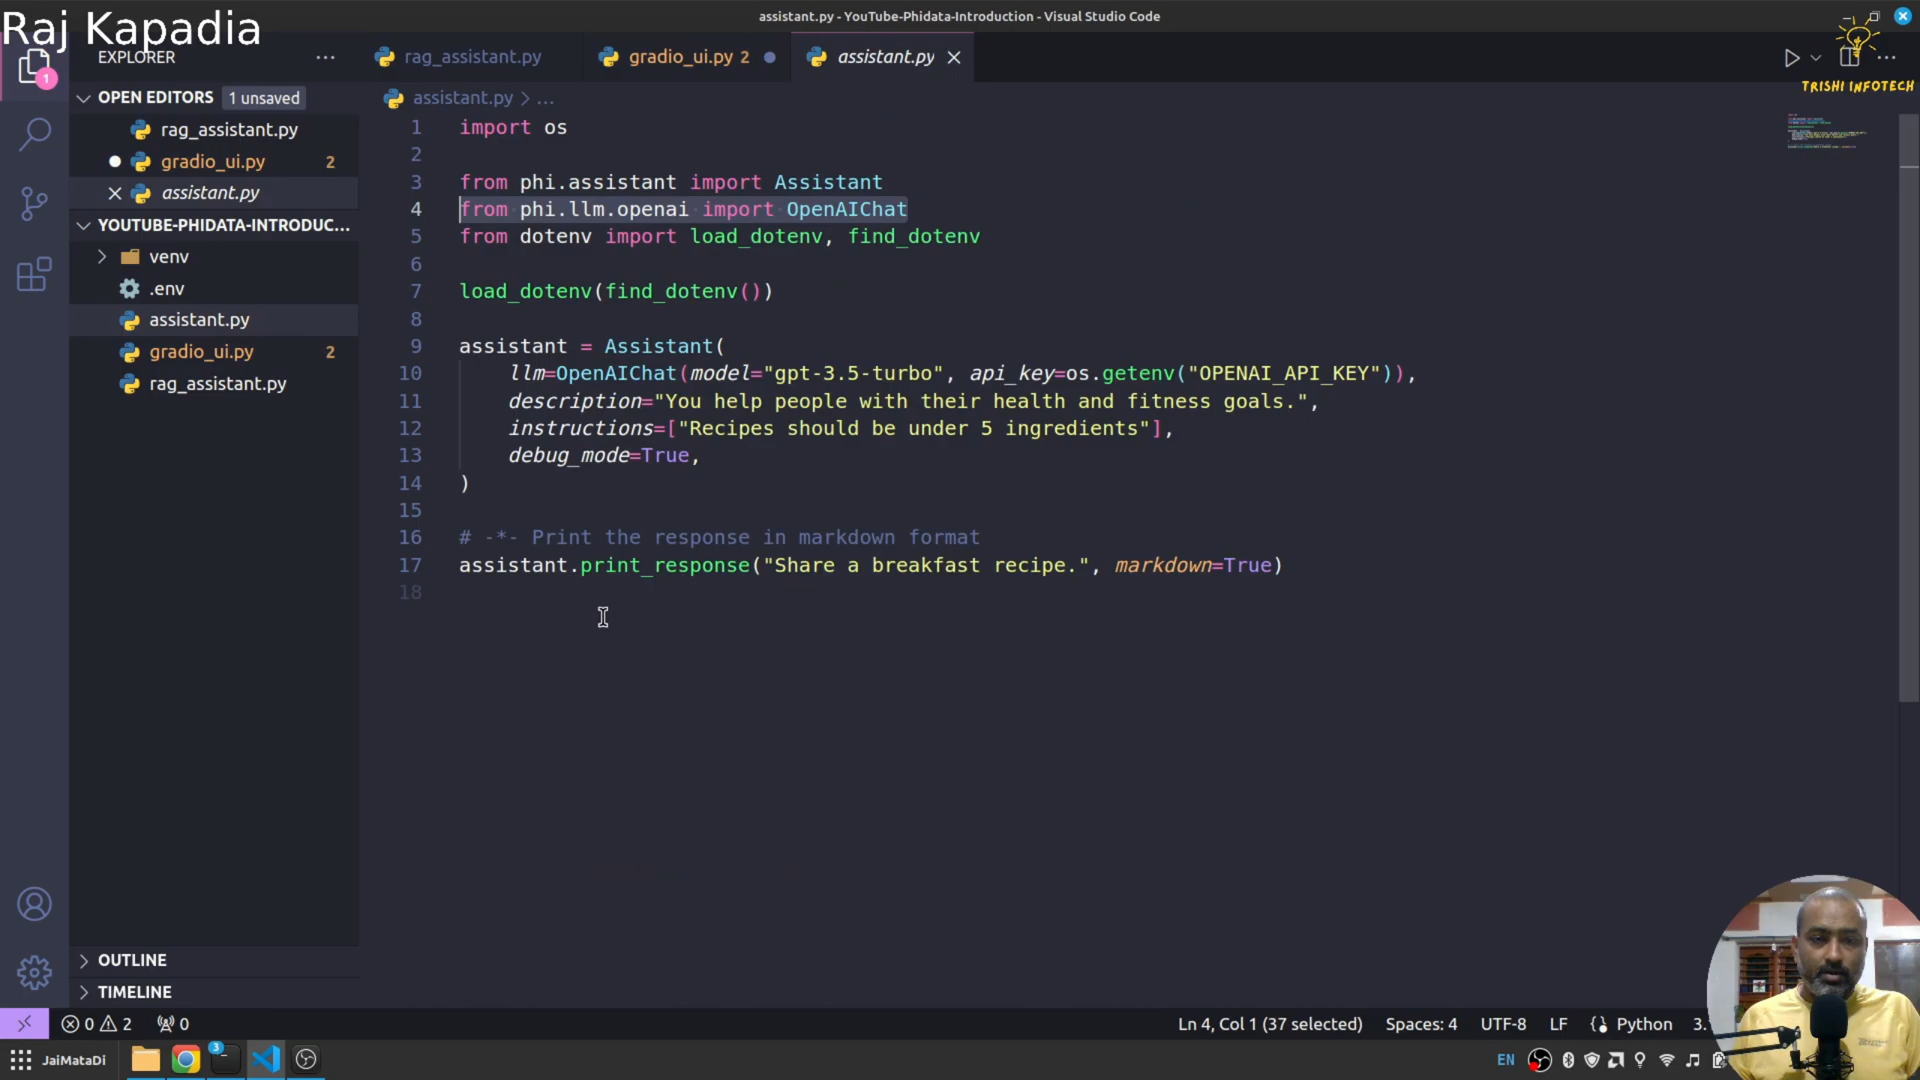 assistant.py - YouTube-Phidata-Introduction - Visual Studio Code
Raj Kapadia
TRISHI INFOTECH
EXPLORER
rag_assistant.py
gradio_ui.py 2
assistant.py
OPEN EDITORS 1 unsaved
rag_assistant.py
gradio_ui.py 2
assistant.py
YOUTUBE-PHIDATA-INTRODUC...
venv
.env
assistant.py
gradio_ui.py 2
rag_assistant.py
OUTLINE
TIMELINE
1
assistant.py > ...
1 import os
2
3 from phi.assistant import Assistant
4 from phi.llm.openai import OpenAIChat
5 from dotenv import load_dotenv, find_dotenv
6
7 load_dotenv(find_dotenv())
8
9 assistant = Assistant(
10 llm=OpenAIChat(model="gpt-3.5-turbo", api_key=os.getenv("OPENAI_API_KEY")),
11 description="You help people with their health and fitness goals.",
12 instructions=["Recipes should be under 5 ingredients"],
13 debug_mode=True,
14 )
15
16 # -*- Print the response in markdown format
17 assistant.print_response("Share a breakfast recipe.", markdown=True)
18
0 2 0
Ln 4, Col 1 (37 selected) Spaces: 4 UTF-8 LF Python 3.
JaiMataDi 3 EN